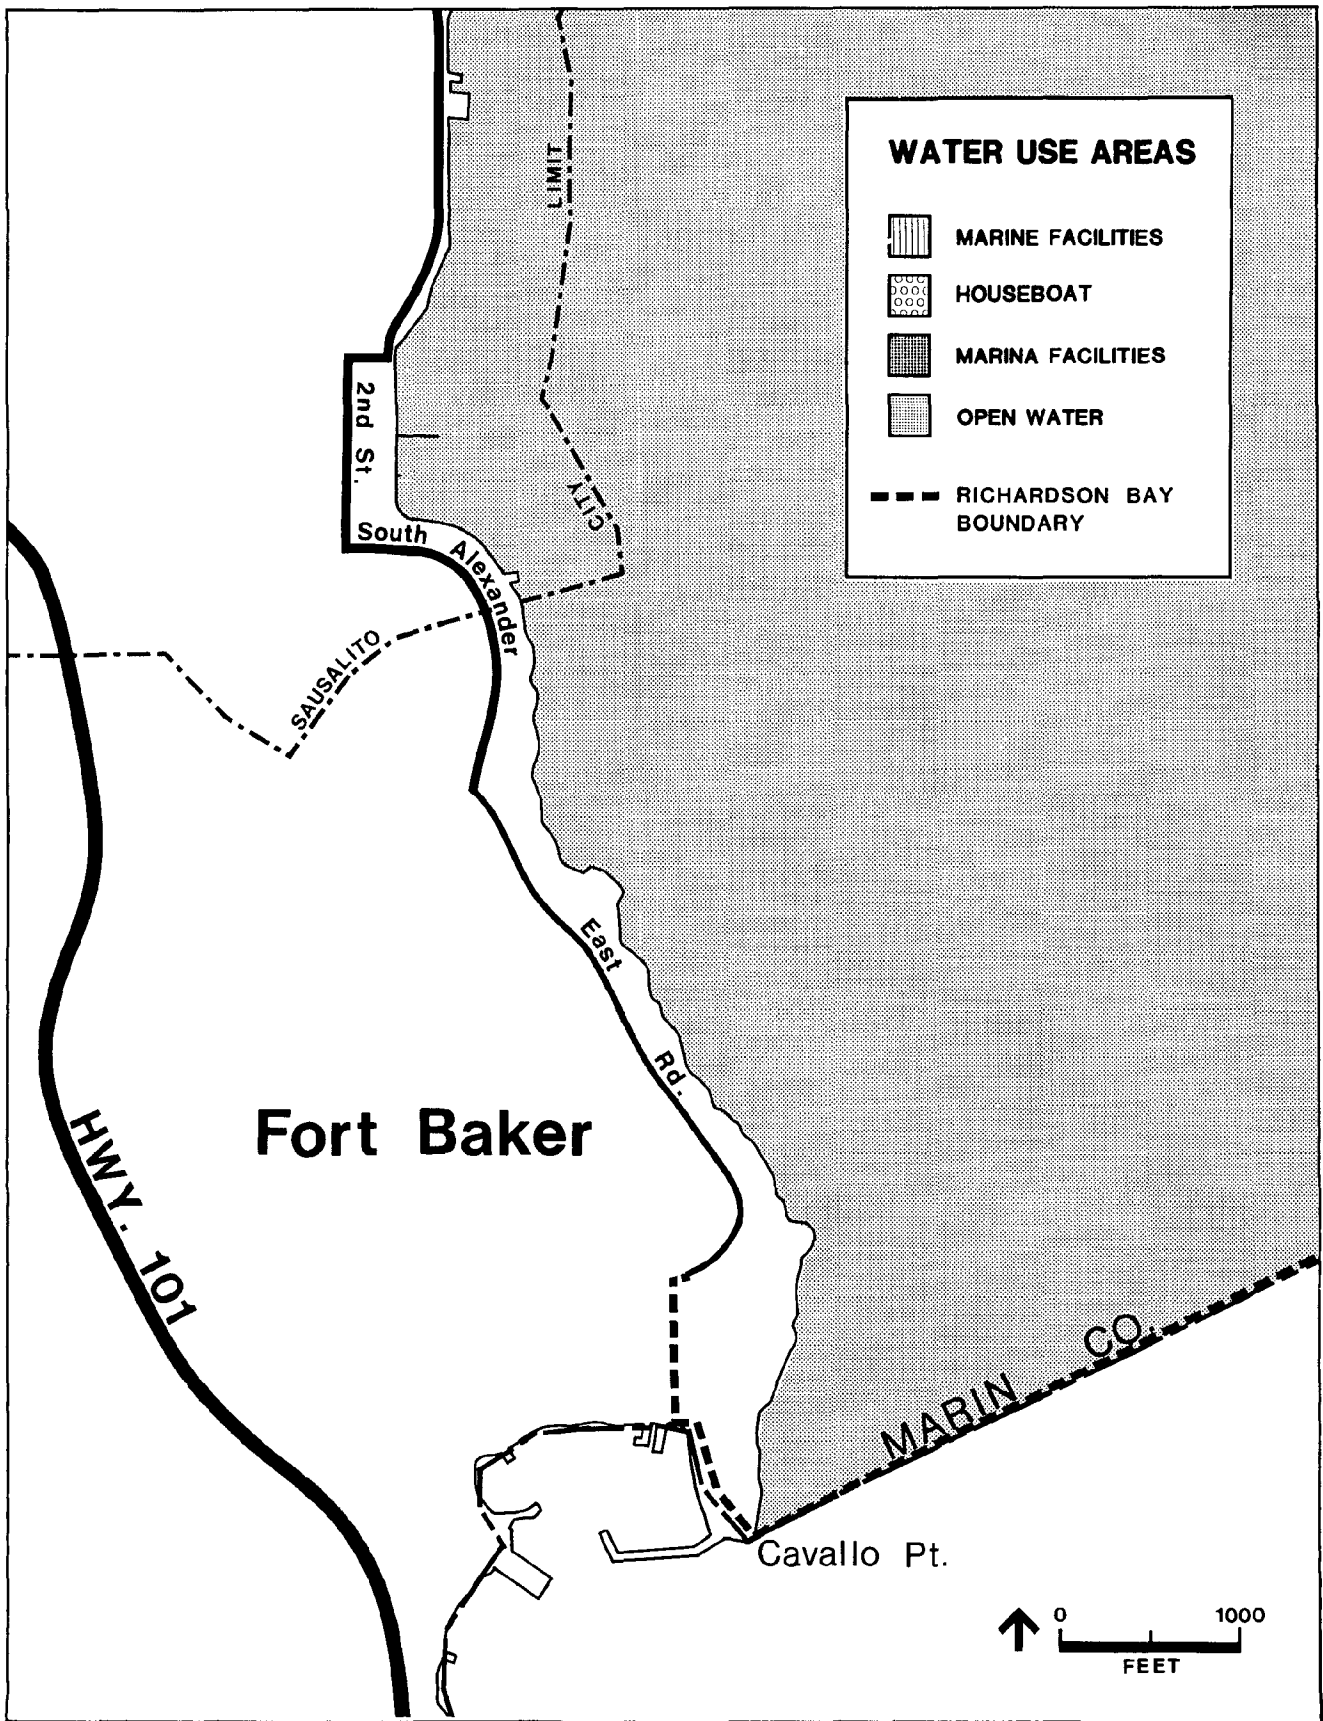 LIMIT
WATER USE AREAS
MARINE FACILITIES
HOUSEBOAT
MARINA FACILITIES
OPEN WATER
RICHARDSON BAY
BOUNDARY
2nd St.
CITY
South Alexander
SAUSALITO
East Rd.
Fort Baker
HWY. 101
MARIN CO.
Cavallo Pt.
0 1000
FEET